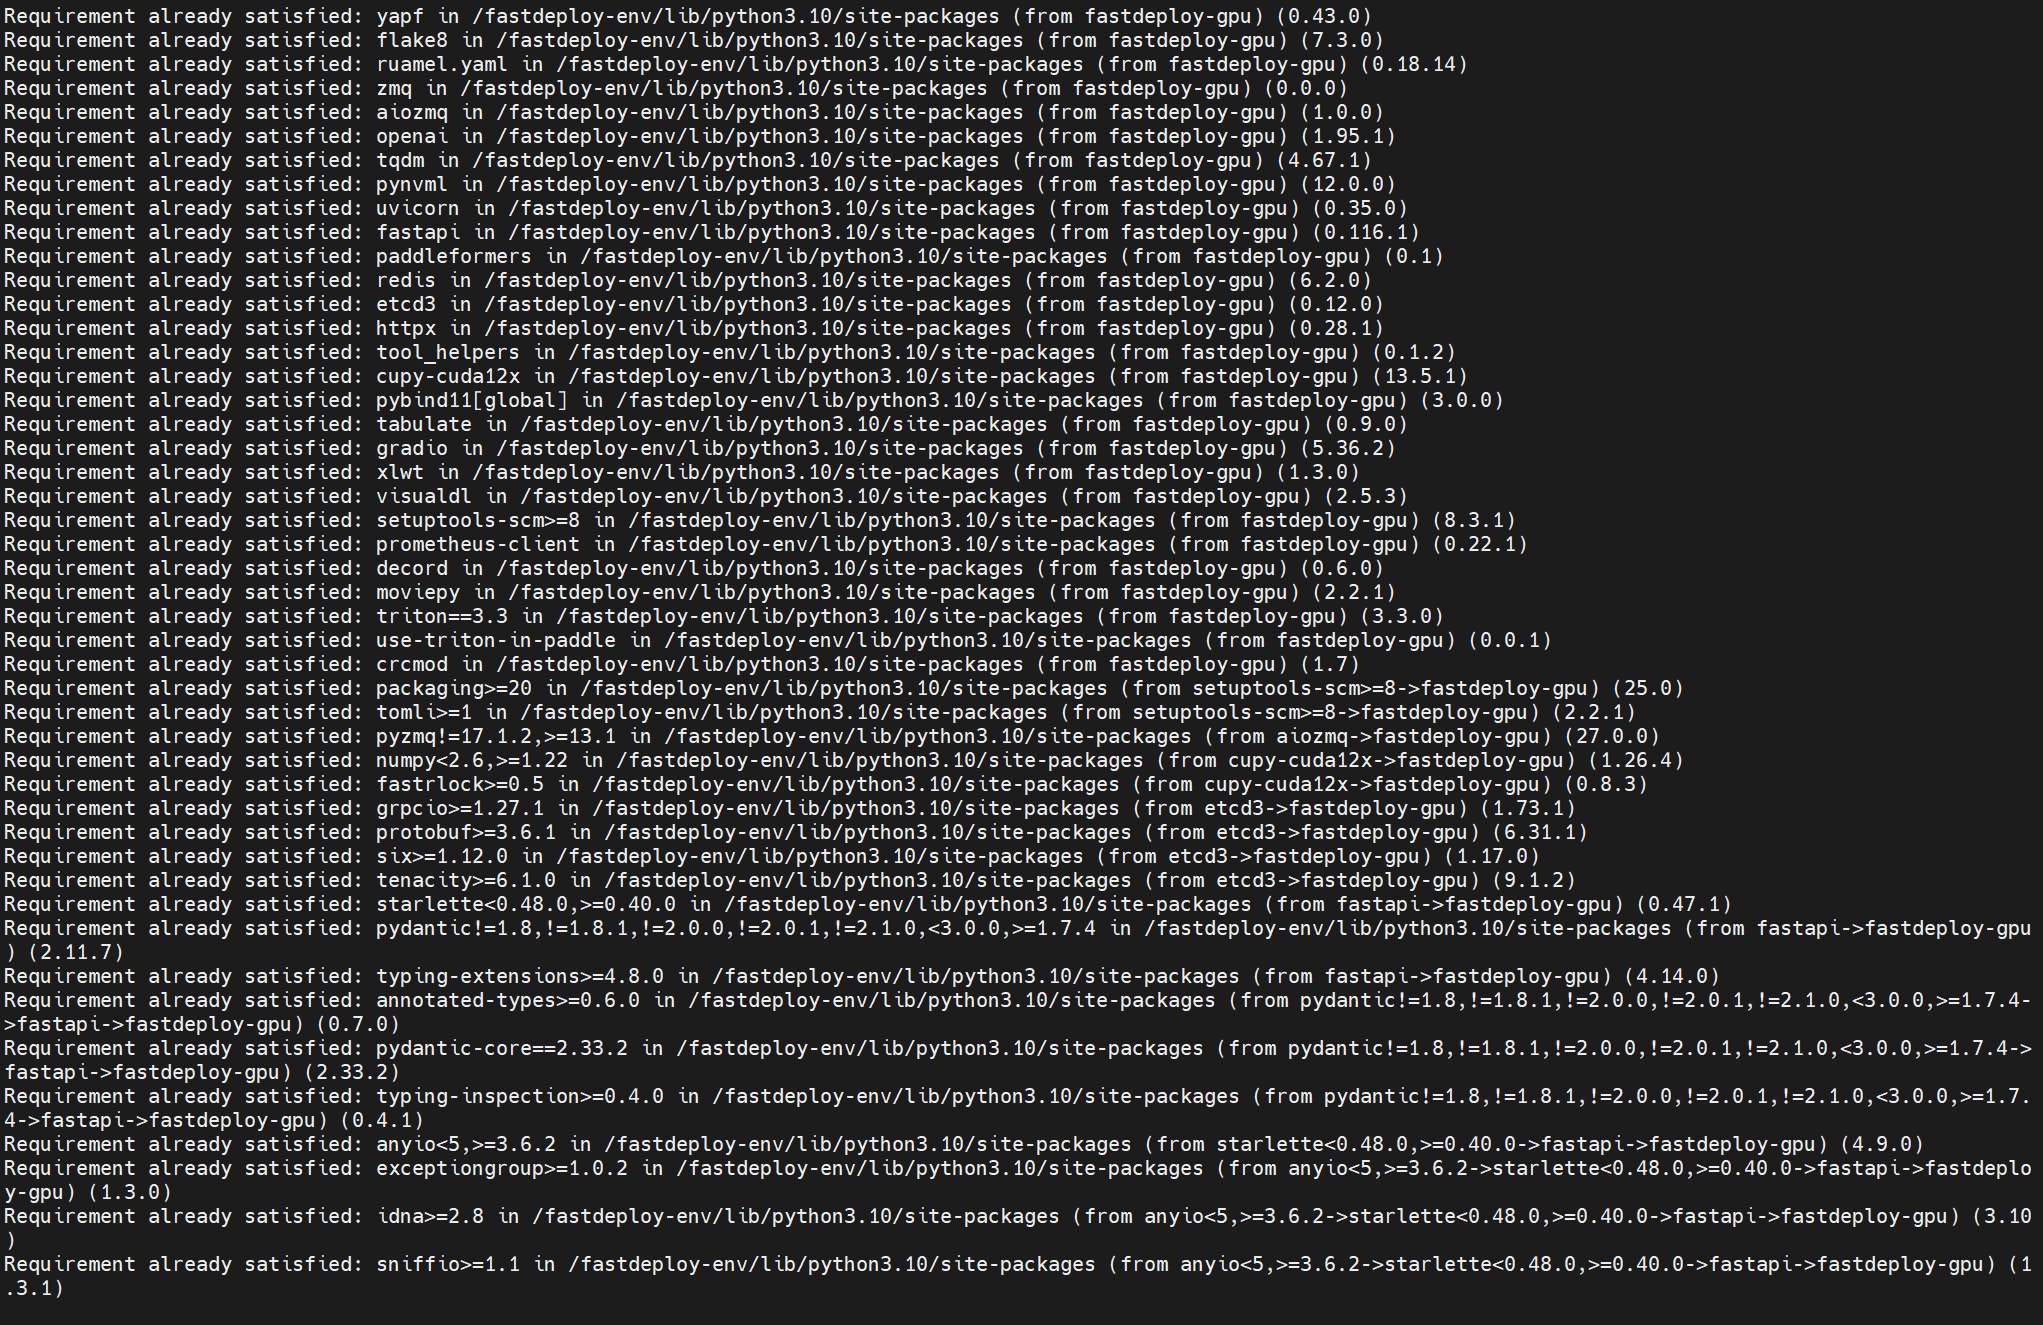 Requirement already satisfied: yapf in /fastdeploy-env/lib/python3.10/site-packages (from fastdeploy-gpu) (0.43.0)
Requirement already satisfied: flake8 in /fastdeploy-env/lib/python3.10/site-packages (from fastdeploy-gpu) (7.3.0)
Requirement already satisfied: ruamel.yaml in /fastdeploy-env/lib/python3.10/site-packages (from fastdeploy-gpu) (0.18.14)
Requirement already satisfied: zmq in /fastdeploy-env/lib/python3.10/site-packages (from fastdeploy-gpu) (0.0.0)
Requirement already satisfied: aiozmq in /fastdeploy-env/lib/python3.10/site-packages (from fastdeploy-gpu) (1.0.0)
Requirement already satisfied: openai in /fastdeploy-env/lib/python3.10/site-packages (from fastdeploy-gpu) (1.95.1)
Requirement already satisfied: tqdm in /fastdeploy-env/lib/python3.10/site-packages (from fastdeploy-gpu) (4.67.1)
Requirement already satisfied: pynvml in /fastdeploy-env/lib/python3.10/site-packages (from fastdeploy-gpu) (12.0.0)
Requirement already satisfied: uvicorn in /fastdeploy-env/lib/python3.10/site-packages (from fastdeploy-gpu) (0.35.0)
Requirement already satisfied: fastapi in /fastdeploy-env/lib/python3.10/site-packages (from fastdeploy-gpu) (0.116.1)
Requirement already satisfied: paddleformers in /fastdeploy-env/lib/python3.10/site-packages (from fastdeploy-gpu) (0.1)
Requirement already satisfied: redis in /fastdeploy-env/lib/python3.10/site-packages (from fastdeploy-gpu) (6.2.0)
Requirement already satisfied: etcd3 in /fastdeploy-env/lib/python3.10/site-packages (from fastdeploy-gpu) (0.12.0)
Requirement already satisfied: httpx in /fastdeploy-env/lib/python3.10/site-packages (from fastdeploy-gpu) (0.28.1)
Requirement already satisfied: tool_helpers in /fastdeploy-env/lib/python3.10/site-packages (from fastdeploy-gpu) (0.1.2)
Requirement already satisfied: cupy-cuda12x in /fastdeploy-env/lib/python3.10/site-packages (from fastdeploy-gpu) (13.5.1)
Requirement already satisfied: pybind11[global] in /fastdeploy-env/lib/python3.10/site-packages (from fastdeploy-gpu) (3.0.0)
Requirement already satisfied: tabulate in /fastdeploy-env/lib/python3.10/site-packages (from fastdeploy-gpu) (0.9.0)
Requirement already satisfied: gradio in /fastdeploy-env/lib/python3.10/site-packages (from fastdeploy-gpu) (5.36.2)
Requirement already satisfied: xlwt in /fastdeploy-env/lib/python3.10/site-packages (from fastdeploy-gpu) (1.3.0)
Requirement already satisfied: visualdl in /fastdeploy-env/lib/python3.10/site-packages (from fastdeploy-gpu) (2.5.3)
Requirement already satisfied: setuptools-scm>=8 in /fastdeploy-env/lib/python3.10/site-packages (from fastdeploy-gpu) (8.3.1)
Requirement already satisfied: prometheus-client in /fastdeploy-env/lib/python3.10/site-packages (from fastdeploy-gpu) (0.22.1)
Requirement already satisfied: decord in /fastdeploy-env/lib/python3.10/site-packages (from fastdeploy-gpu) (0.6.0)
Requirement already satisfied: moviepy in /fastdeploy-env/lib/python3.10/site-packages (from fastdeploy-gpu) (2.2.1)
Requirement already satisfied: triton==3.3 in /fastdeploy-env/lib/python3.10/site-packages (from fastdeploy-gpu) (3.3.0)
Requirement already satisfied: use-triton-in-paddle in /fastdeploy-env/lib/python3.10/site-packages (from fastdeploy-gpu) (0.0.1)
Requirement already satisfied: crcmod in /fastdeploy-env/lib/python3.10/site-packages (from fastdeploy-gpu) (1.7)
Requirement already satisfied: packaging>=20 in /fastdeploy-env/lib/python3.10/site-packages (from setuptools-scm>=8->fastdeploy-gpu) (25.0)
Requirement already satisfied: tomli>=1 in /fastdeploy-env/lib/python3.10/site-packages (from setuptools-scm>=8->fastdeploy-gpu) (2.2.1)
Requirement already satisfied: pyzmq!=17.1.2,>=13.1 in /fastdeploy-env/lib/python3.10/site-packages (from aiozmq->fastdeploy-gpu) (27.0.0)
Requirement already satisfied: numpy<2.6,>=1.22 in /fastdeploy-env/lib/python3.10/site-packages (from cupy-cuda12x->fastdeploy-gpu) (1.26.4)
Requirement already satisfied: fastrlock>=0.5 in /fastdeploy-env/lib/python3.10/site-packages (from cupy-cuda12x->fastdeploy-gpu) (0.8.3)
Requirement already satisfied: grpcio>=1.27.1 in /fastdeploy-env/lib/python3.10/site-packages (from etcd3->fastdeploy-gpu) (1.73.1)
Requirement already satisfied: protobuf>=3.6.1 in /fastdeploy-env/lib/python3.10/site-packages (from etcd3->fastdeploy-gpu) (6.31.1)
Requirement already satisfied: six>=1.12.0 in /fastdeploy-env/lib/python3.10/site-packages (from etcd3->fastdeploy-gpu) (1.17.0)
Requirement already satisfied: tenacity>=6.1.0 in /fastdeploy-env/lib/python3.10/site-packages (from etcd3->fastdeploy-gpu) (9.1.2)
Requirement already satisfied: starlette<0.48.0,>=0.40.0 in /fastdeploy-env/lib/python3.10/site-packages (from fastapi->fastdeploy-gpu) (0.47.1)
Requirement already satisfied: pydantic!=1.8,!=1.8.1,!=2.0.0,!=2.0.1,!=2.1.0,<3.0.0,>=1.7.4 in /fastdeploy-env/lib/python3.10/site-packages (from fastapi->fastdeploy-gpu
) (2.11.7)
Requirement already satisfied: typing-extensions>=4.8.0 in /fastdeploy-env/lib/python3.10/site-packages (from fastapi->fastdeploy-gpu) (4.14.0)
Requirement already satisfied: annotated-types>=0.6.0 in /fastdeploy-env/lib/python3.10/site-packages (from pydantic!=1.8,!=1.8.1,!=2.0.0,!=2.0.1,!=2.1.0,<3.0.0,>=1.7.4-
>fastapi->fastdeploy-gpu) (0.7.0)
Requirement already satisfied: pydantic-core==2.33.2 in /fastdeploy-env/lib/python3.10/site-packages (from pydantic!=1.8,!=1.8.1,!=2.0.0,!=2.0.1,!=2.1.0,<3.0.0,>=1.7.4->
fastapi->fastdeploy-gpu) (2.33.2)
Requirement already satisfied: typing-inspection>=0.4.0 in /fastdeploy-env/lib/python3.10/site-packages (from pydantic!=1.8,!=1.8.1,!=2.0.0,!=2.0.1,!=2.1.0,<3.0.0,>=1.7.
4->fastapi->fastdeploy-gpu) (0.4.1)
Requirement already satisfied: anyio<5,>=3.6.2 in /fastdeploy-env/lib/python3.10/site-packages (from starlette<0.48.0,>=0.40.0->fastapi->fastdeploy-gpu) (4.9.0)
Requirement already satisfied: exceptiongroup>=1.0.2 in /fastdeploy-env/lib/python3.10/site-packages (from anyio<5,>=3.6.2->starlette<0.48.0,>=0.40.0->fastapi->fastdeplo
y-gpu) (1.3.0)
Requirement already satisfied: idna>=2.8 in /fastdeploy-env/lib/python3.10/site-packages (from anyio<5,>=3.6.2->starlette<0.48.0,>=0.40.0->fastapi->fastdeploy-gpu) (3.10
)
Requirement already satisfied: sniffio>=1.1 in /fastdeploy-env/lib/python3.10/site-packages (from anyio<5,>=3.6.2->starlette<0.48.0,>=0.40.0->fastapi->fastdeploy-gpu) (1
.3.1)